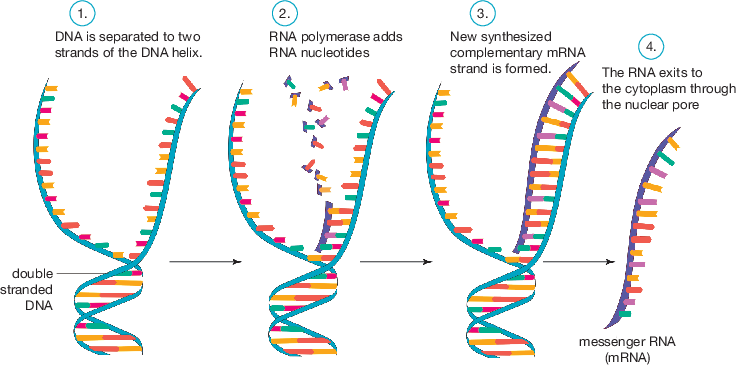 1.
DNA is separated to two
strands of the DNA helix.
2.
RNA polymerase adds
RNA nucleotides
3.
New synthesized
complementary mRNA
strand is formed.
4.
The RNA exits to
the cytoplasm through
the nuclear pore
double
stranded
DNA
messenger RNA
(mRNA)